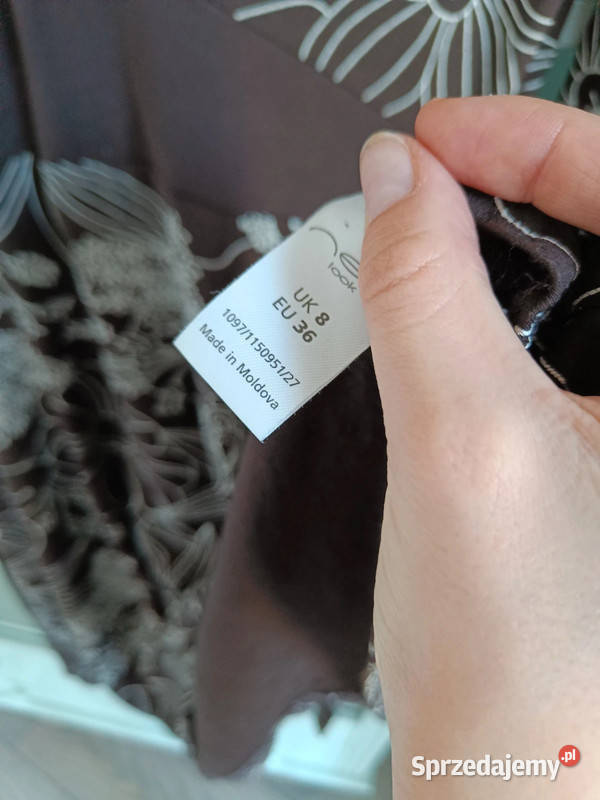 look
UK 8
EU 36
1097/1150951/27
Made in Moldova
Sprzedajemy.pl